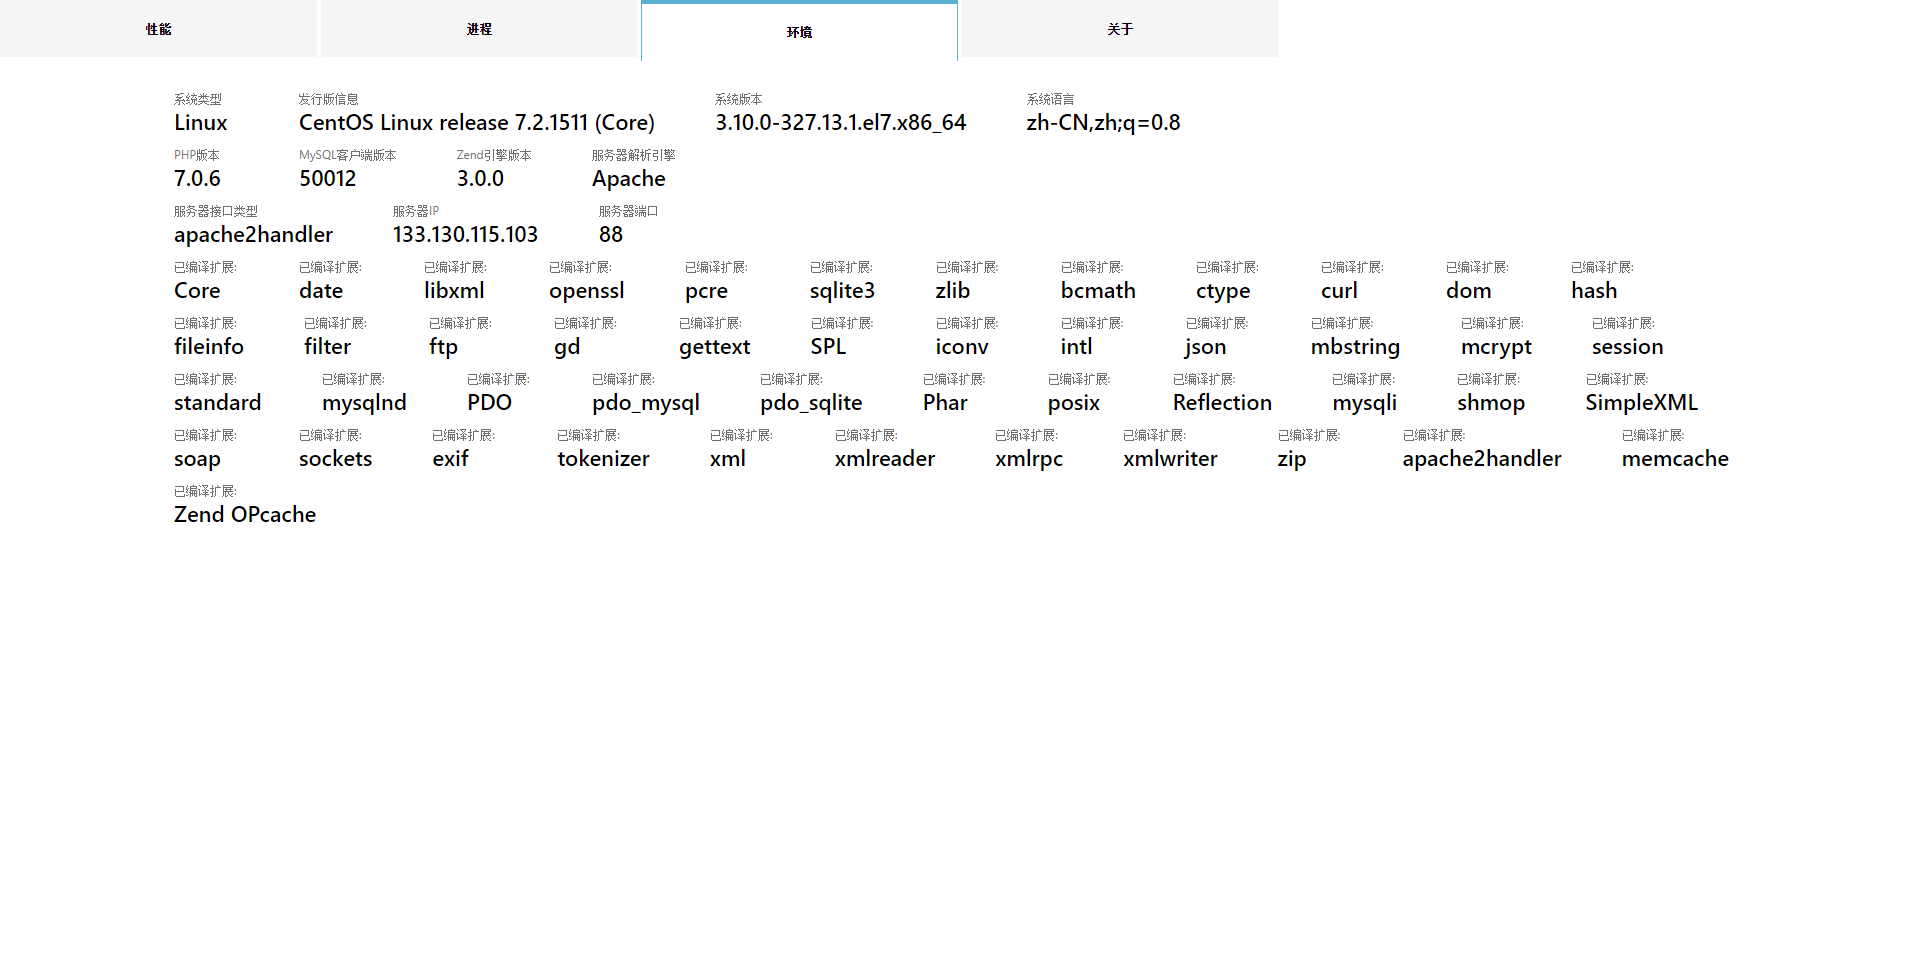 性能 进程 环境 关于
系统类型 发行版信息 系统版本 系统语言
Linux CentOS Linux release 7.2.1511 (Core) 3.10.0-327.13.1.el7.x86_64 zh-CN,zh;q=0.8
PHP版本 MySQL客户端版本 Zend引擎版本 服务器解析引擎
7.0.6 50012 3.0.0 Apache
服务器接口类型 服务器IP 服务器端口
apache2handler 133.130.115.103 88
已编译扩展: 已编译扩展: 已编译扩展: 已编译扩展: 已编译扩展: 已编译扩展: 已编译扩展: 已编译扩展: 已编译扩展: 已编译扩展: 已编译扩展: 已编译扩展:
Core date libxml openssl pcre sqlite3 zlib bcmath ctype curl dom hash
已编译扩展: 已编译扩展: 已编译扩展: 已编译扩展: 已编译扩展: 已编译扩展: 已编译扩展: 已编译扩展: 已编译扩展: 已编译扩展: 已编译扩展: 已编译扩展:
fileinfo filter ftp gd gettext SPL iconv intl json mbstring mcrypt session
已编译扩展: 已编译扩展: 已编译扩展: 已编译扩展: 已编译扩展: 已编译扩展: 已编译扩展: 已编译扩展: 已编译扩展: 已编译扩展: 已编译扩展:
standard mysqlnd PDO pdo_mysql pdo_sqlite Phar posix Reflection mysqli shmop SimpleXML
已编译扩展: 已编译扩展: 已编译扩展: 已编译扩展: 已编译扩展: 已编译扩展: 已编译扩展: 已编译扩展: 已编译扩展: 已编译扩展: 已编译扩展:
soap sockets exif tokenizer xml xmlreader xmlrpc xmlwriter zip apache2handler memcache
已编译扩展:
Zend OPcache